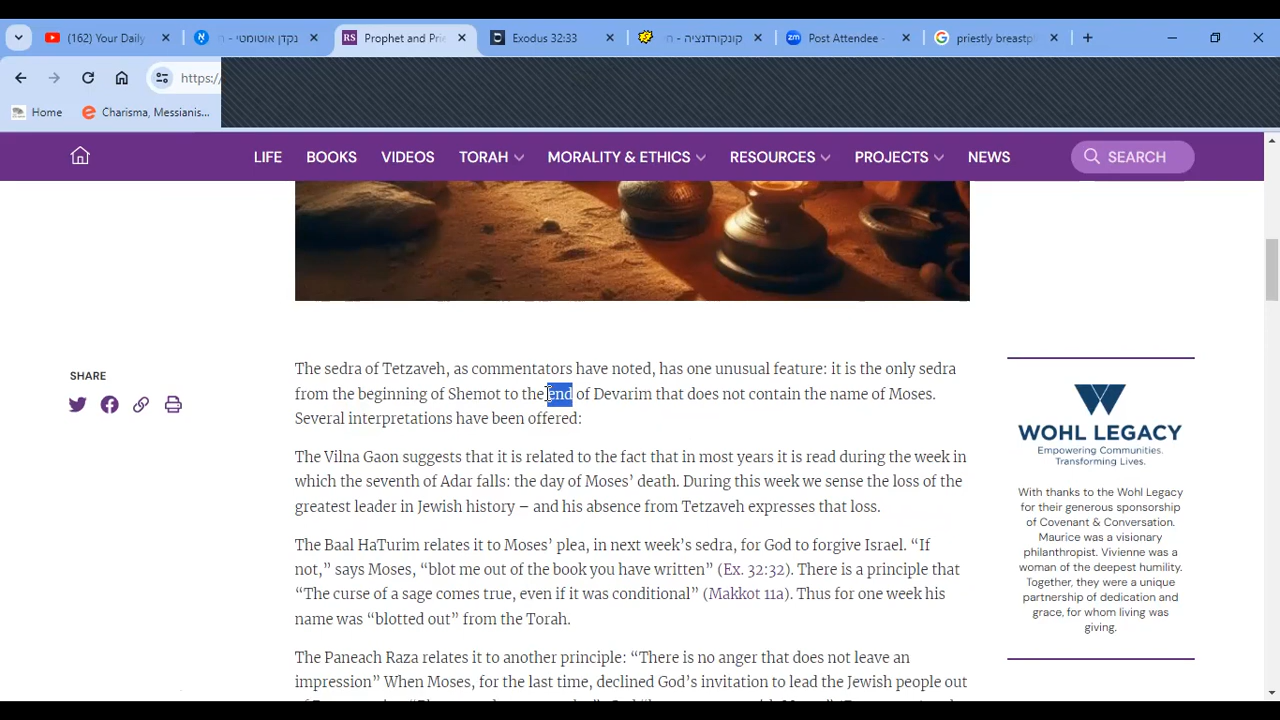 (162) Your Daily
נקדן אוטומטי - ח
Prophet and Prie
Exodus 32:33
קונקורדנציה - ח
Post Attendee -
priestly breastpl
https:/
Home
Charisma, Messianis...
LIFE BOOKS VIDEOS TORAH MORALITY & ETHICS RESOURCES PROJECTS NEWS SEARCH
The sedra of Tetzaveh, as commentators have noted, has one unusual feature: it is the only sedra
from the beginning of Shemot to the end of Devarim that does not contain the name of Moses.
Several interpretations have been offered:
The Vilna Gaon suggests that it is related to the fact that in most years it is read during the week in
which the seventh of Adar falls: the day of Moses’ death. During this week we sense the loss of the
greatest leader in Jewish history – and his absence from Tetzaveh expresses that loss.
The Baal HaTurim relates it to Moses’ plea, in next week’s sedra, for God to forgive Israel. “If
not,” says Moses, “blot me out of the book you have written” (Ex. 32:32). There is a principle that
“The curse of a sage comes true, even if it was conditional” (Makkot 11a). Thus for one week his
name was “blotted out” from the Torah.
The Paneach Raza relates it to another principle: “There is no anger that does not leave an
impression” When Moses, for the last time, declined God’s invitation to lead the Jewish people out
SHARE
WOHL LEGACY
Empowering Communities.
Transforming Lives.
With thanks to the Wohl Legacy
for their generous sponsorship
of Covenant & Conversation.
Maurice was a visionary
philanthropist. Vivienne was a
woman of the deepest humility.
Together, they were a unique
partnership of dedication and
grace, for whom living was
giving.